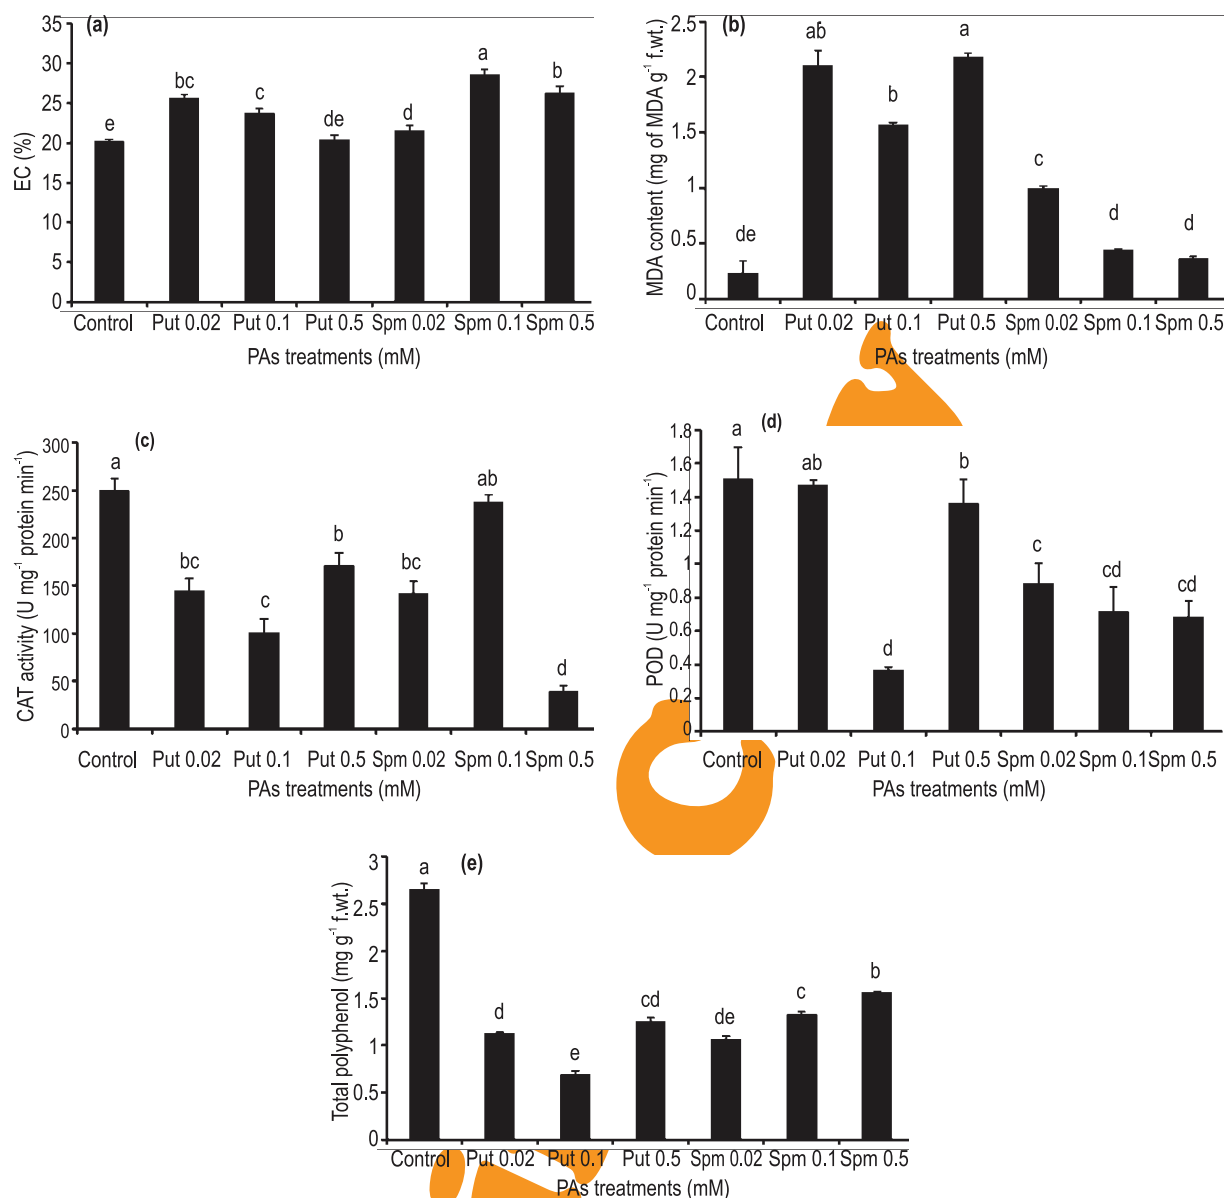 (a)
EC (%)
35
30
25
20
15
10
5
0
e
bc
c
de
d
a
b
Control Put 0.02 Put 0.1 Put 0.5 Spm 0.02 Spm 0.1 Spm 0.5
PAs treatments (mM)
(b)
MDA content (mg of MDA g⁻¹ f.wt.)
2.5
2
1.5
1
0.5
0
de
ab
b
a
c
d
d
Control Put 0.02 Put 0.1 Put 0.5 Spm 0.02 Spm 0.1 Spm 0.5
PAs treatments (mM)
(c)
CAT activity (U mg⁻¹ protein min⁻¹)
300
250
200
150
100
50
0
a
bc
c
b
bc
ab
d
Control Put 0.02 Put 0.1 Put 0.5 Spm 0.02 Spm 0.1 Spm 0.5
PAs treatments (mM)
(d)
POD (U mg⁻¹ protein min⁻¹)
1.8
1.6
1.4
1.2
1
0.8
0.6
0.4
0.2
0
a
ab
d
b
c
cd
cd
Control Put 0.02 Put 0.1 Put 0.5 Spm 0.02 Spm 0.1 Spm 0.5
PAs treatments (mM)
(e)
Total polyphenol (mg g⁻¹ f.wt.)
3
2.5
2
1.5
1
0.5
0
a
d
e
cd
de
c
b
Control Put 0.02 Put 0.1 Put 0.5 Spm 0.02 Spm 0.1 Spm 0.5
PAs treatments (mM)